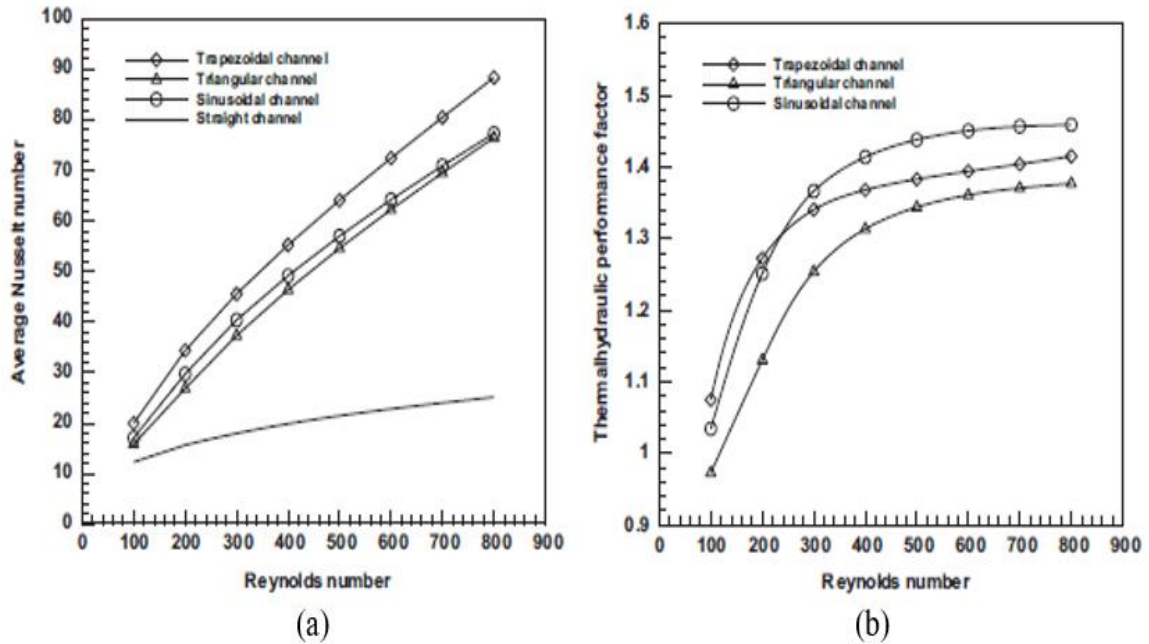 100
90
80
70
60
50
40
30
20
10
0
Average Nusselt number
Trapezoidal channel
Triangular channel
Sinusoidal channel
Straight channel
0 100 200 300 400 500 600 700 800 900
Reynolds number
(a)
1.6
1.5
1.4
1.3
1.2
1.1
1
0.9
Thermalhydraulic performance factor
Trapezoidal channel
Triangular channel
Sinusoidal channel
0 100 200 300 400 500 600 700 800 900
Reynolds number
(b)